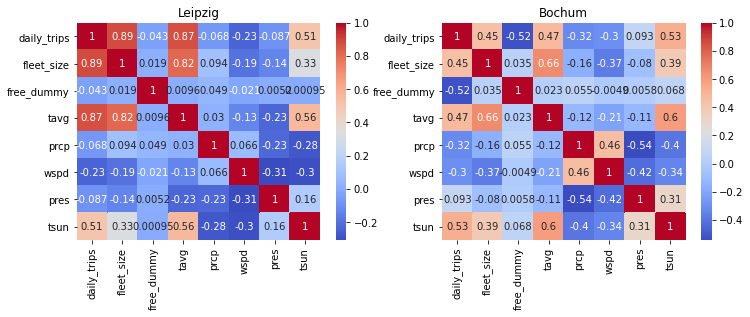 Leipzig
daily_trips 1 0.89 -0.043 0.87 -0.068 -0.23 -0.087 0.51
fleet_size 0.89 1 0.019 0.82 0.094 -0.19 -0.14 0.33
free_dummy -0.043 0.019 1 0.0096 0.049 -0.021 0.0052 0.00095
tavg 0.87 0.82 0.0096 1 0.03 -0.13 -0.23 0.56
prcp -0.068 0.094 0.049 0.03 1 0.066 -0.23 -0.28
wspd -0.23 -0.19 -0.021 -0.13 0.066 1 -0.31 -0.3
pres -0.087 -0.14 0.0052 -0.23 -0.23 -0.31 1 0.16
tsun 0.51 0.33 0.00095 0.56 -0.28 -0.3 0.16 1
daily_trips fleet_size free_dummy tavg prcp wspd pres tsun
1.0
0.8
0.6
0.4
0.2
0.0
−0.2
Bochum
daily_trips 1 0.45 -0.52 0.47 -0.32 -0.3 0.093 0.53
fleet_size 0.45 1 0.035 0.66 -0.16 -0.37 -0.08 0.39
free_dummy -0.52 0.035 1 0.023 0.055 -0.0049 0.0058 0.068
tavg 0.47 0.66 0.023 1 -0.12 -0.21 -0.11 0.6
prcp -0.32 -0.16 0.055 -0.12 1 0.46 -0.54 -0.4
wspd -0.3 -0.37 -0.0049 -0.21 0.46 1 -0.42 -0.34
pres 0.093 -0.08 0.0058 -0.11 -0.54 -0.42 1 0.31
tsun 0.53 0.39 0.068 0.6 -0.4 -0.34 0.31 1
daily_trips fleet_size free_dummy tavg prcp wspd pres tsun
1.0
0.8
0.6
0.4
0.2
0.0
−0.2
−0.4